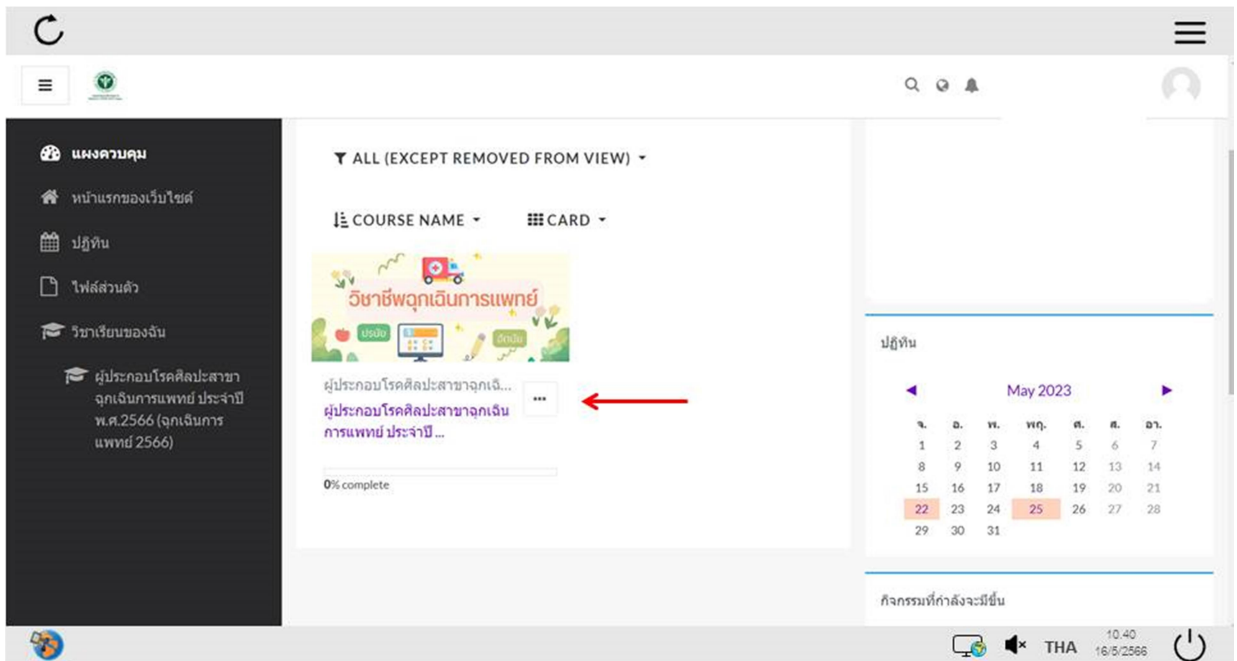 แผงควบคุม
หน้าแรกของเว็บไซต์
ปฏิทิน
ไฟล์ส่วนตัว
วิชาเรียนของฉัน
ผู้ประกอบโรคศิลปะสาขา
ฉุกเฉินการแพทย์ ประจำปี
พ.ศ.2566 (ฉุกเฉินการ
แพทย์ 2566)
ALL (EXCEPT REMOVED FROM VIEW)
COURSE NAME CARD
วิชาชีพฉุกเฉินการแพทย์
ปรนัย อัตนัย
ผู้ประกอบโรคศิลปะสาขาฉุกเฉิ...
ผู้ประกอบโรคศิลปะสาขาฉุกเฉิน
การแพทย์ ประจำปี ...
0% complete
ปฏิทิน
May 2023
จ. อ. พ. พฤ. ศ. ส. อา.
1 2 3 4 5 6 7
8 9 10 11 12 13 14
15 16 17 18 19 20 21
22 23 24 25 26 27 28
29 30 31
กิจกรรมที่กำลังจะมีขึ้น
THA
10.40
16/5/2566